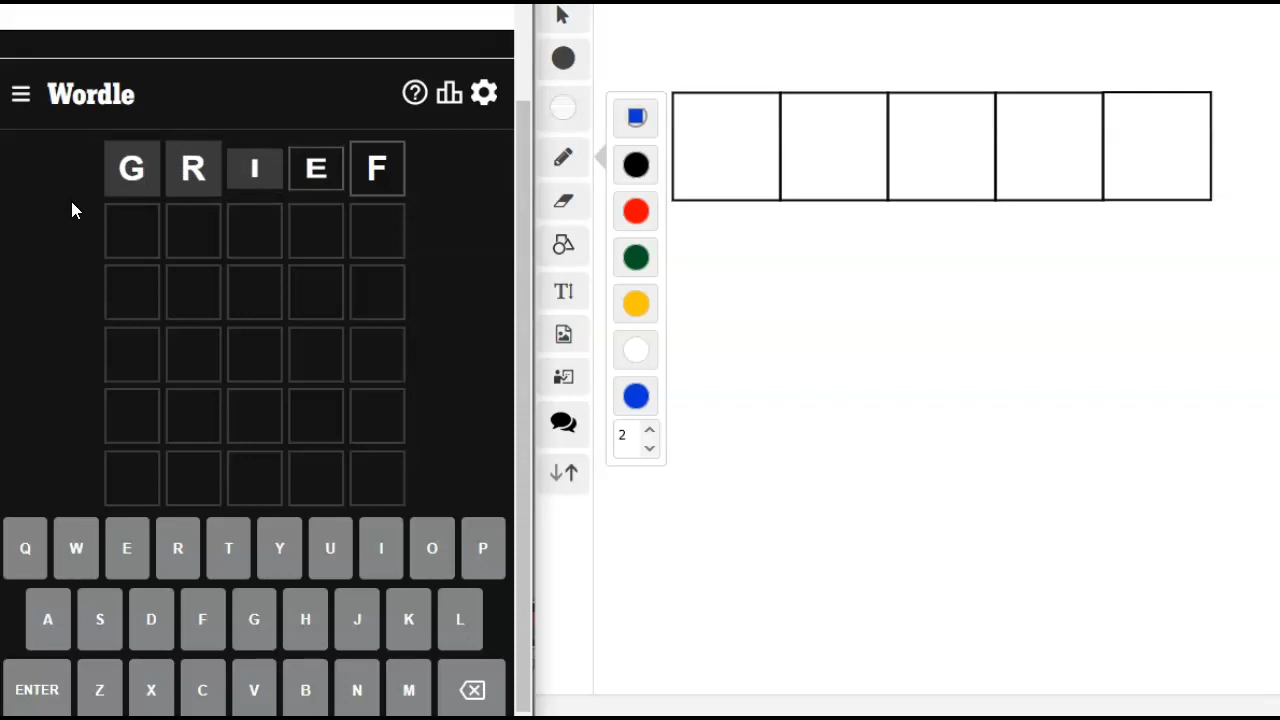 Wordle
G R I E F
2
Q W E R T Y U I O P
A S D F G H J K L
ENTER Z X C V B N M